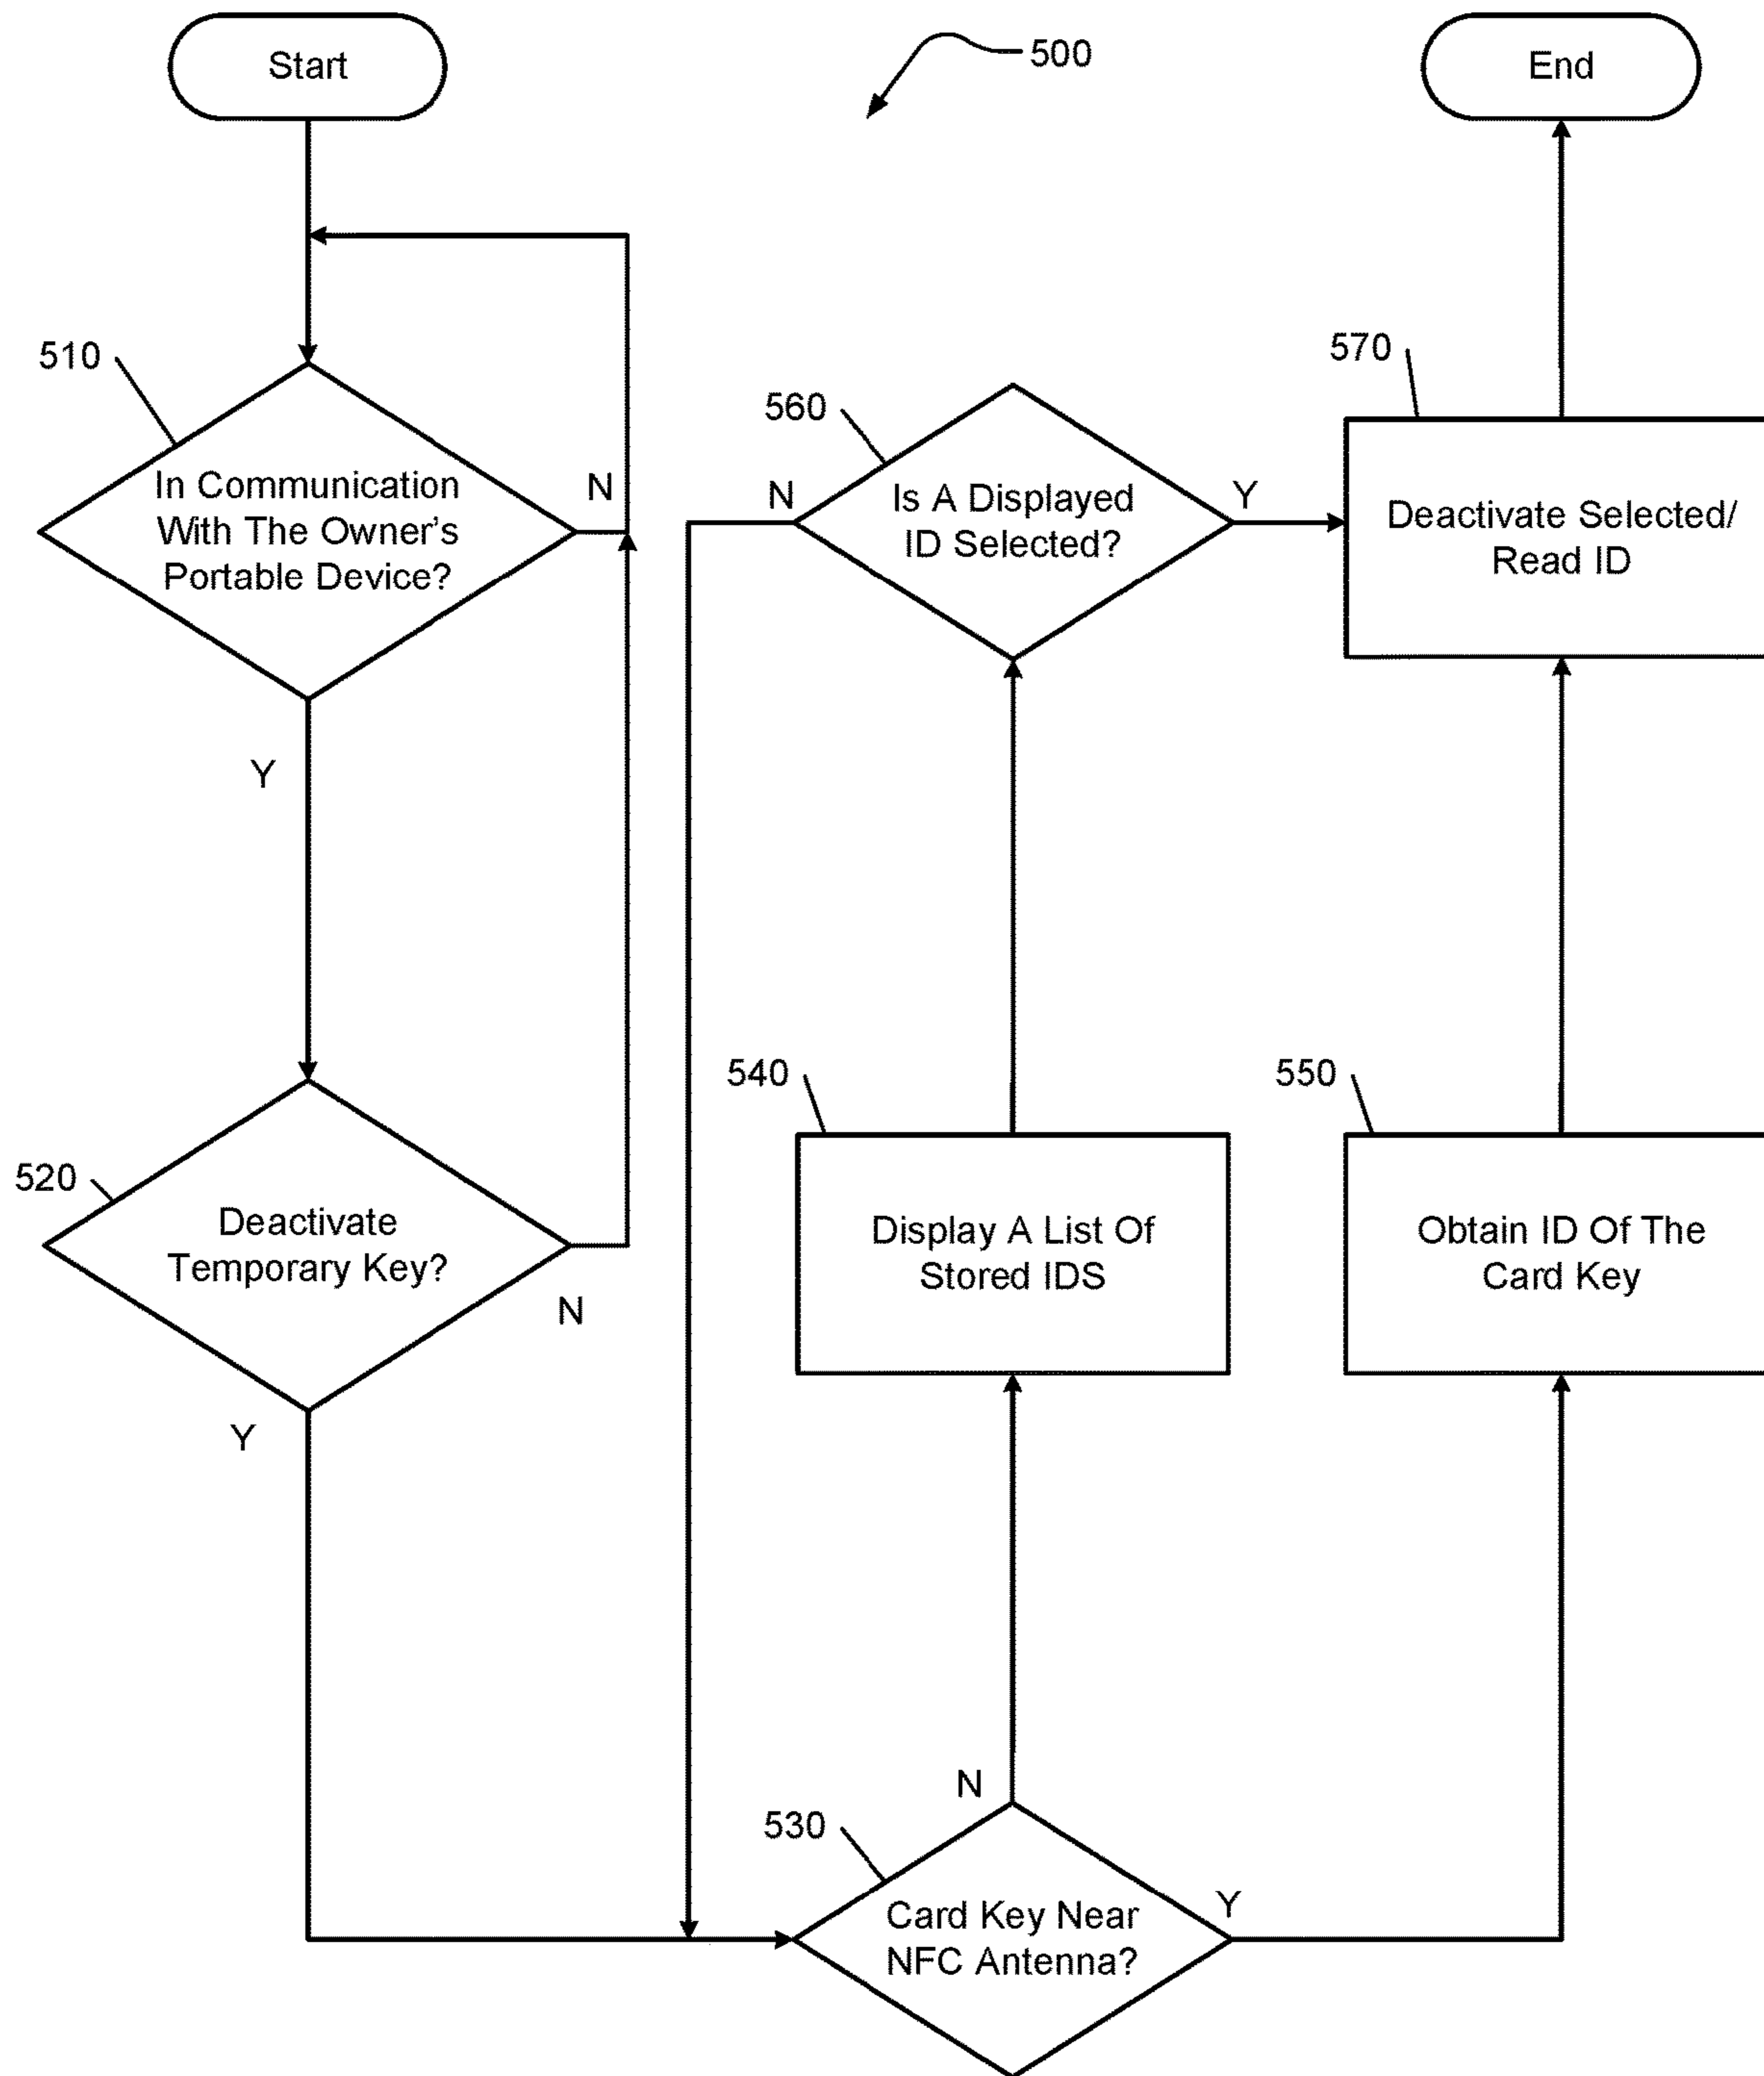 Start
500
End
510
In Communication
With The Owner's
Portable Device?
N
Y
520
Deactivate
Temporary Key?
N
Y
560
Is A Displayed
ID Selected?
N
Y
570
Deactivate Selected/
Read ID
540
Display A List Of
Stored IDS
550
Obtain ID Of The
Card Key
530
Card Key Near
NFC Antenna?
N
Y